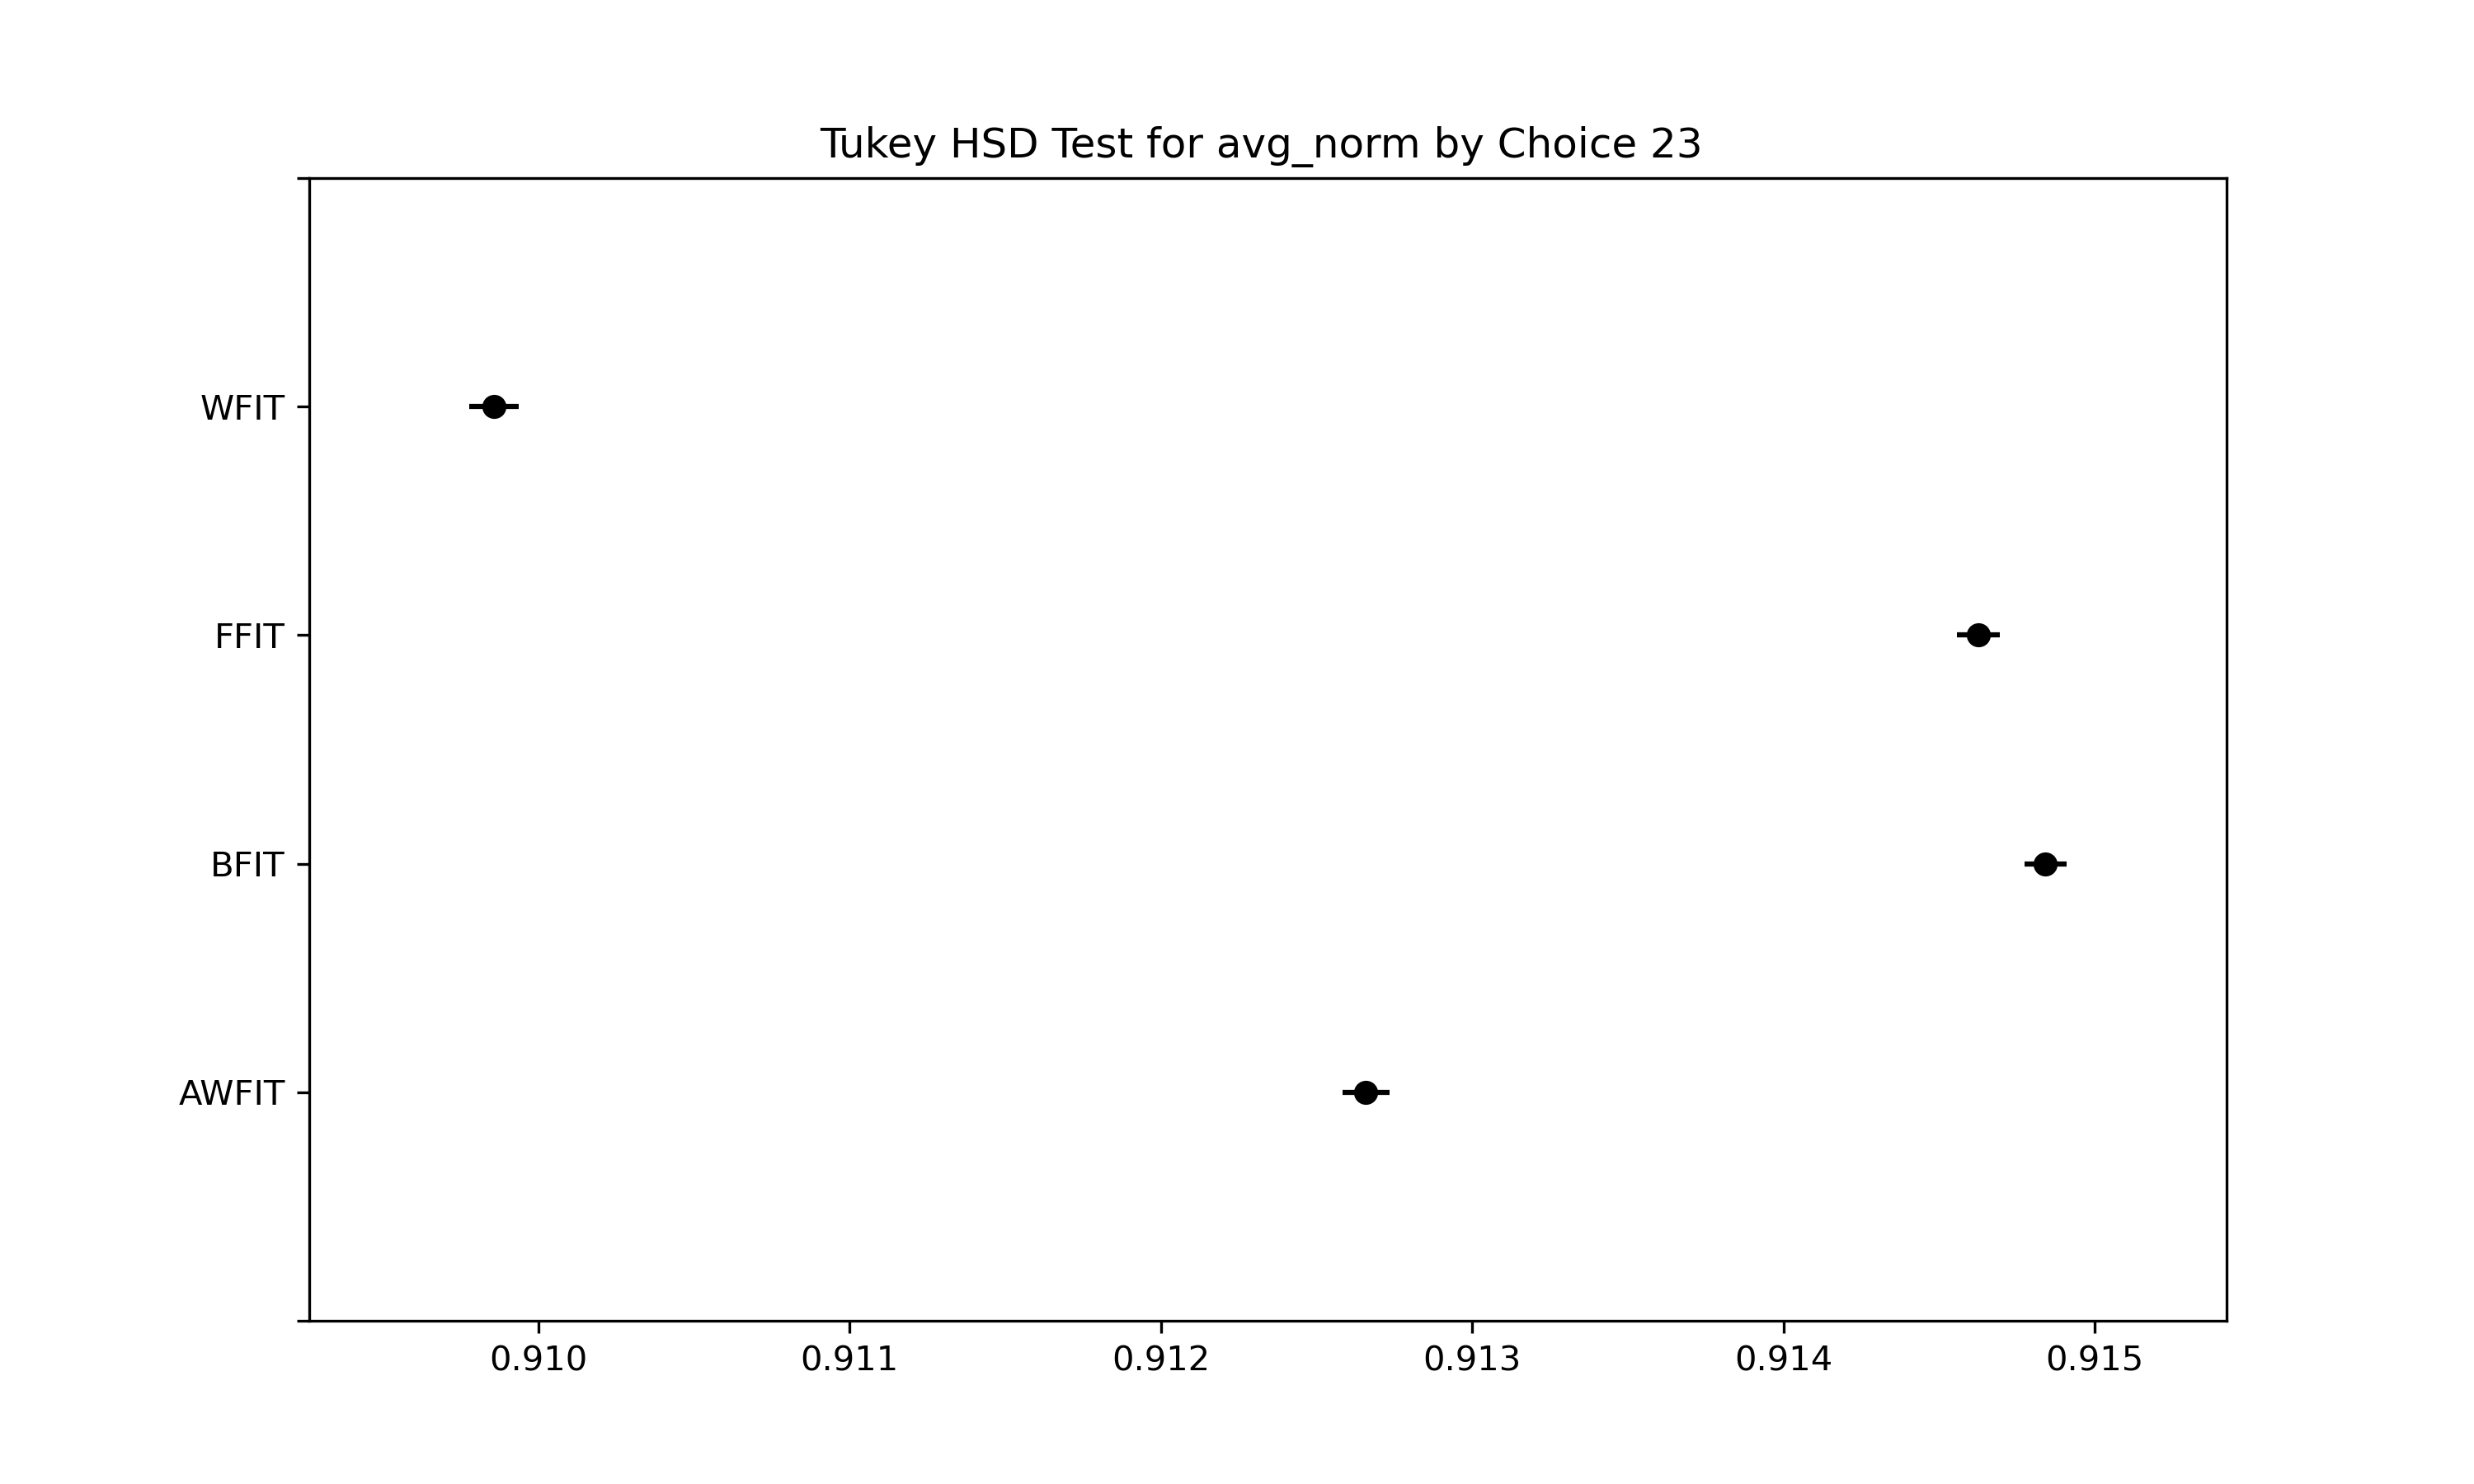 Tukey HSD Test for avg_norm by Choice 23
WFIT
FFIT
BFIT
AWFIT
0.910 0.911 0.912 0.913 0.914 0.915